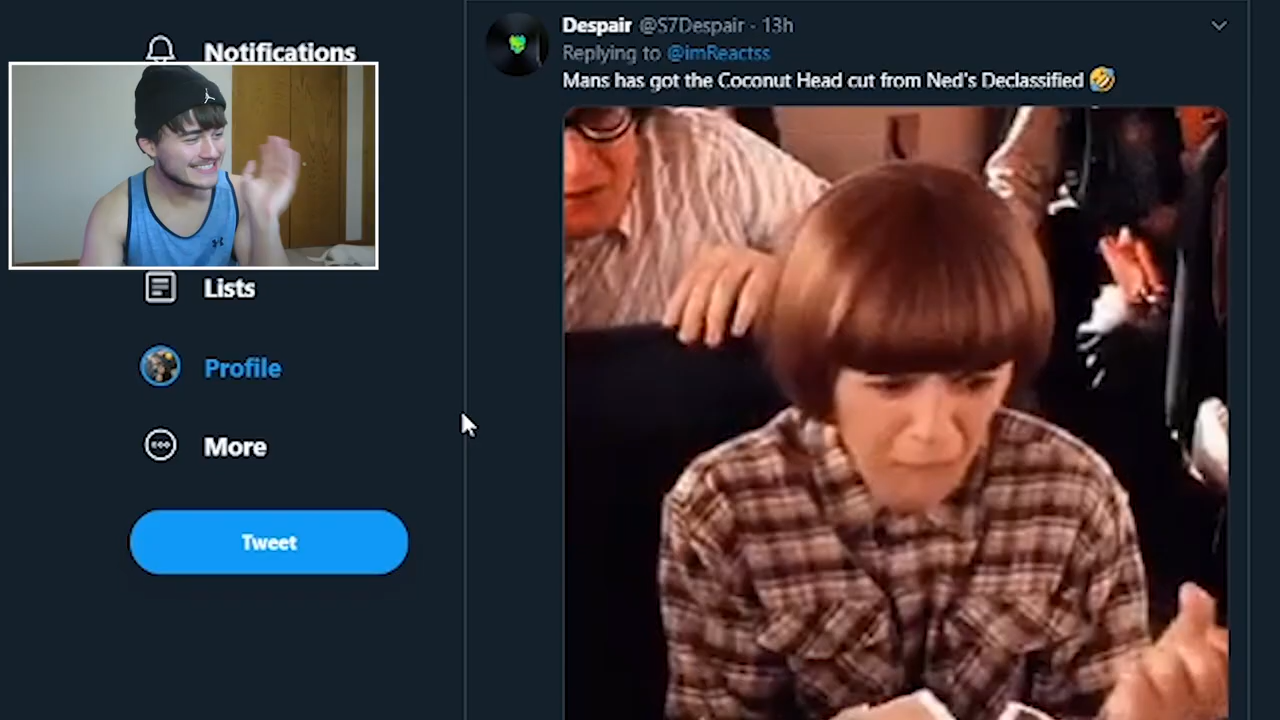 Notifications
Lists
Profile
More
Tweet
Despair @S7Despair · 13h
Replying to @imReactss
Mans has got the Coconut Head cut from Ned's Declassified 🤣